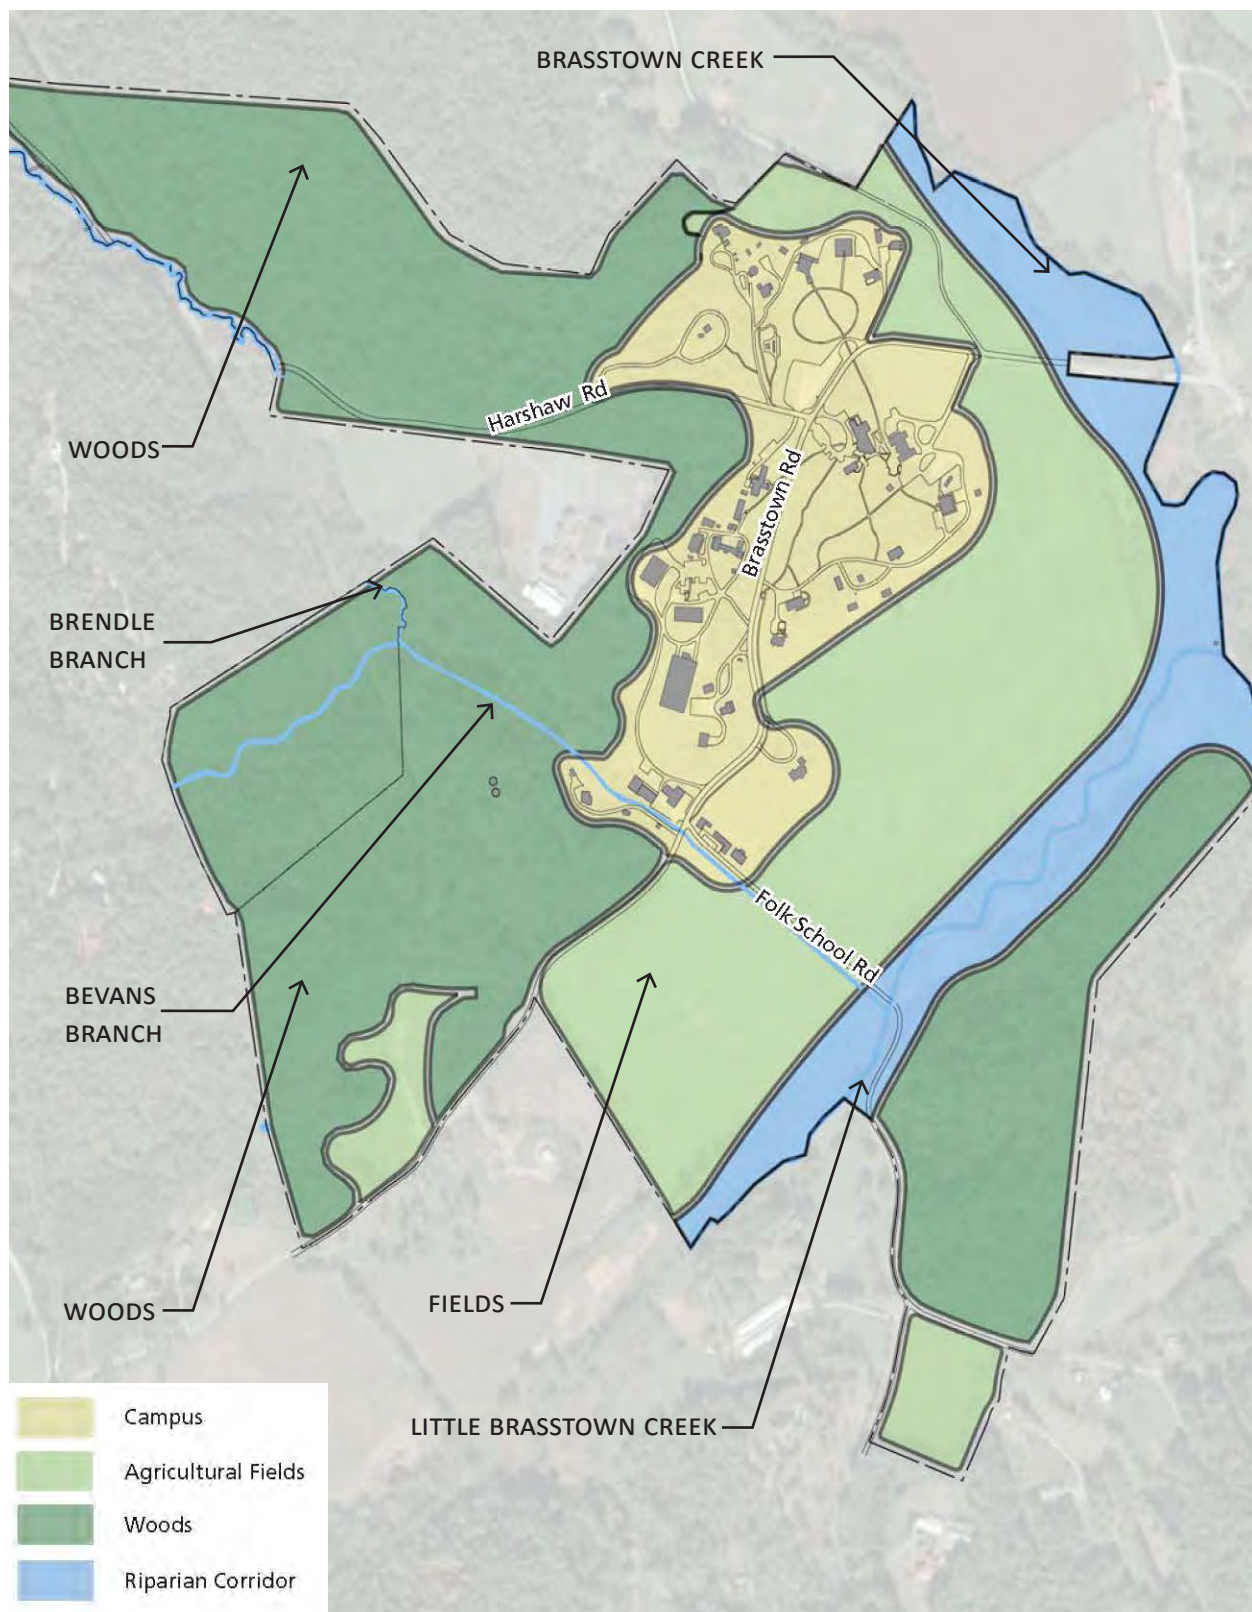 BRASSTOWN CREEK
Harshaw Rd
WOODS
Brasstown Rd
BRENDLE
BRANCH
Folk School Rd
BEVANS
BRANCH
WOODS
FIELDS
LITTLE BRASSTOWN CREEK
Campus
Agricultural Fields
Woods
Riparian Corridor